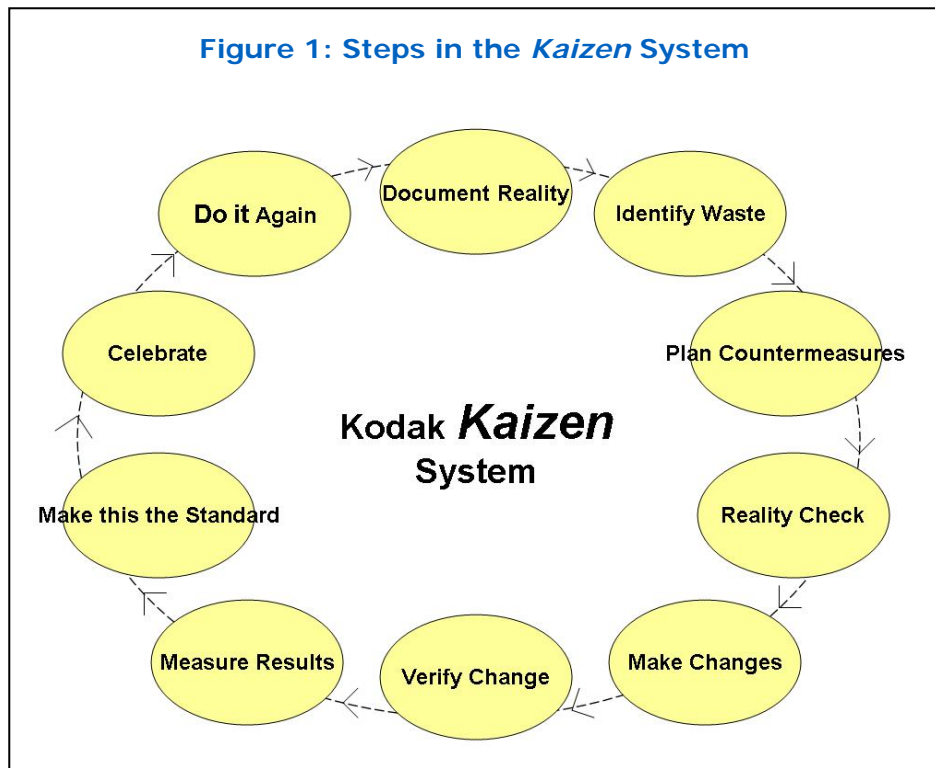 Figure 1: Steps in the Kaizen System
Document Reality
Identify Waste
Plan Countermeasures
Reality Check
Make Changes
Verify Change
Measure Results
Make this the Standard
Celebrate
Do it Again
Kodak Kaizen
System